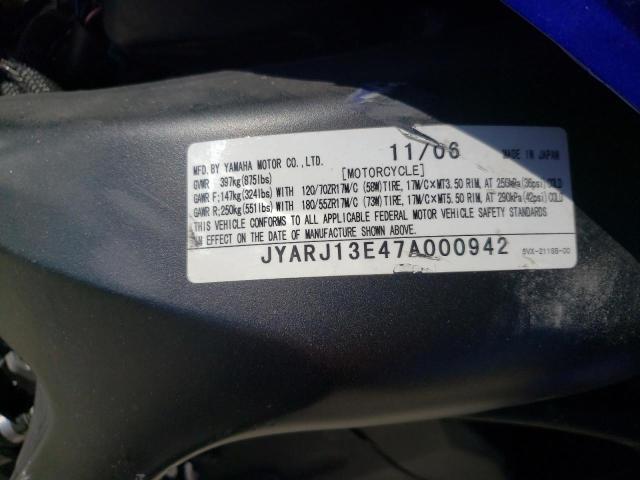 MFD. BY YAMAHA MOTOR CO., LTD. 11/06 MADE IN JAPAN
GVWR 397kg(875lbs) [MOTORCYCLE]
GAWR F:147kg(324lbs) WITH 120/70ZR17M/C (58W)TIRE, 17M/C×MT3.50 RIM, AT 250kPa(36psi) COLD
GAWR R:250kg(551lbs) WITH 180/55ZR17M/C (73W)TIRE, 17M/C×MT5.50 RIM, AT 290kPa(42psi) COLD
THIS VEHICLE CONFORMS TO ALL APPLICABLE FEDERAL MOTOR VEHICLE SAFETY STANDARDS
IN EFFECT ON THE DATE OF MANUFACTURE SHOWN ABOVE.
JYARJ13E47A000942 5VX-2118B-00